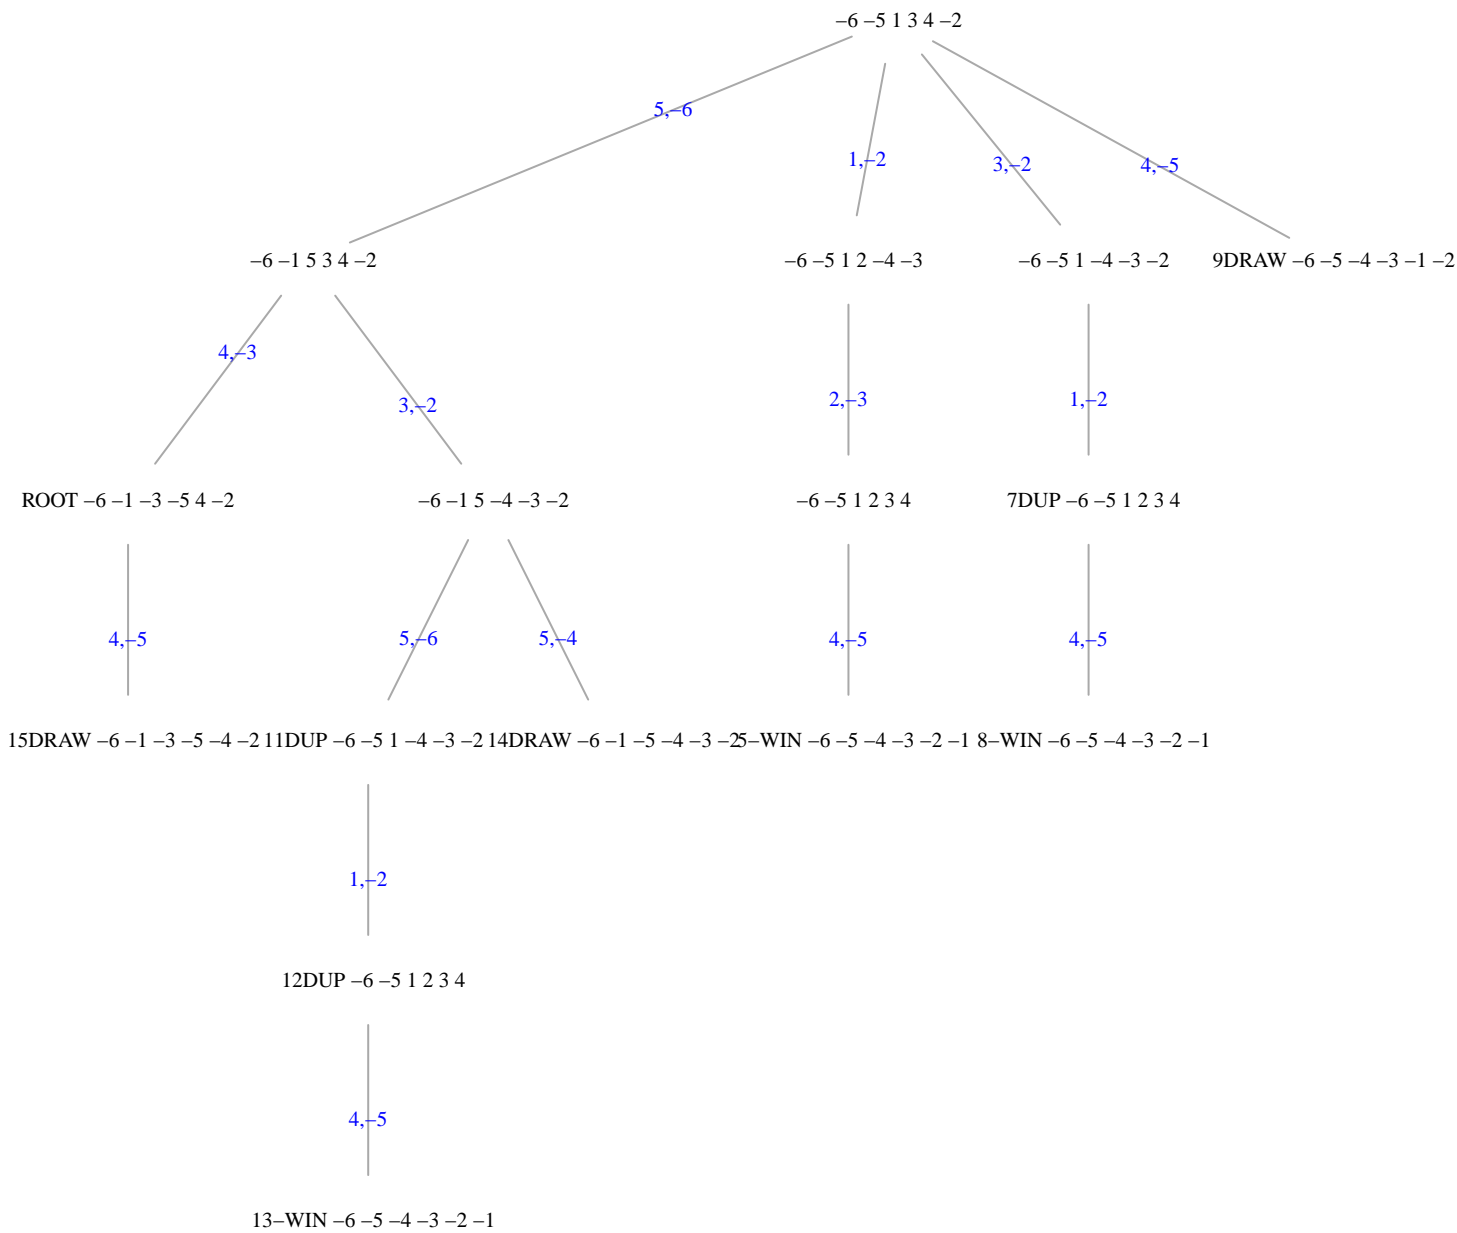 –6 –5 1 3 4 –2
5,–6
1,–2
3,–2
4,–5
–6 –1 5 3 4 –2
–6 –5 1 2 –4 –3
–6 –5 1 –4 –3 –2
9DRAW –6 –5 –4 –3 –1 –2
4,–3
3,–2
2,–3
1,–2
ROOT –6 –1 –3 –5 4 –2
–6 –1 5 –4 –3 –2
–6 –5 1 2 3 4
7DUP –6 –5 1 2 3 4
4,–5
5,–6
5,–4
4,–5
4,–5
15DRAW –6 –1 –3 –5 –4 –2
11DUP –6 –5 1 –4 –3 –2
14DRAW –6 –1 –5 –4 –3 –2
5–WIN –6 –5 –4 –3 –2 –1
8–WIN –6 –5 –4 –3 –2 –1
1,–2
12DUP –6 –5 1 2 3 4
4,–5
13–WIN –6 –5 –4 –3 –2 –1